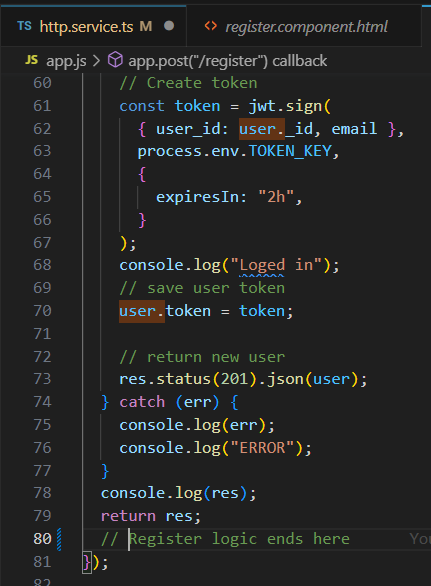 TS http.service.ts M
<> register.component.html
JS app.js > app.post("/register") callback
60 // Create token
61 const token = jwt.sign(
62 { user_id: user._id, email },
63 process.env.TOKEN_KEY,
64 {
65 expiresIn: "2h",
66 }
67 );
68 console.log("Loged in");
69 // save user token
70 user.token = token;
71
72 // return new user
73 res.status(201).json(user);
74 } catch (err) {
75 console.log(err);
76 console.log("ERROR");
77 }
78 console.log(res);
79 return res;
80 // Register logic ends here
81 });